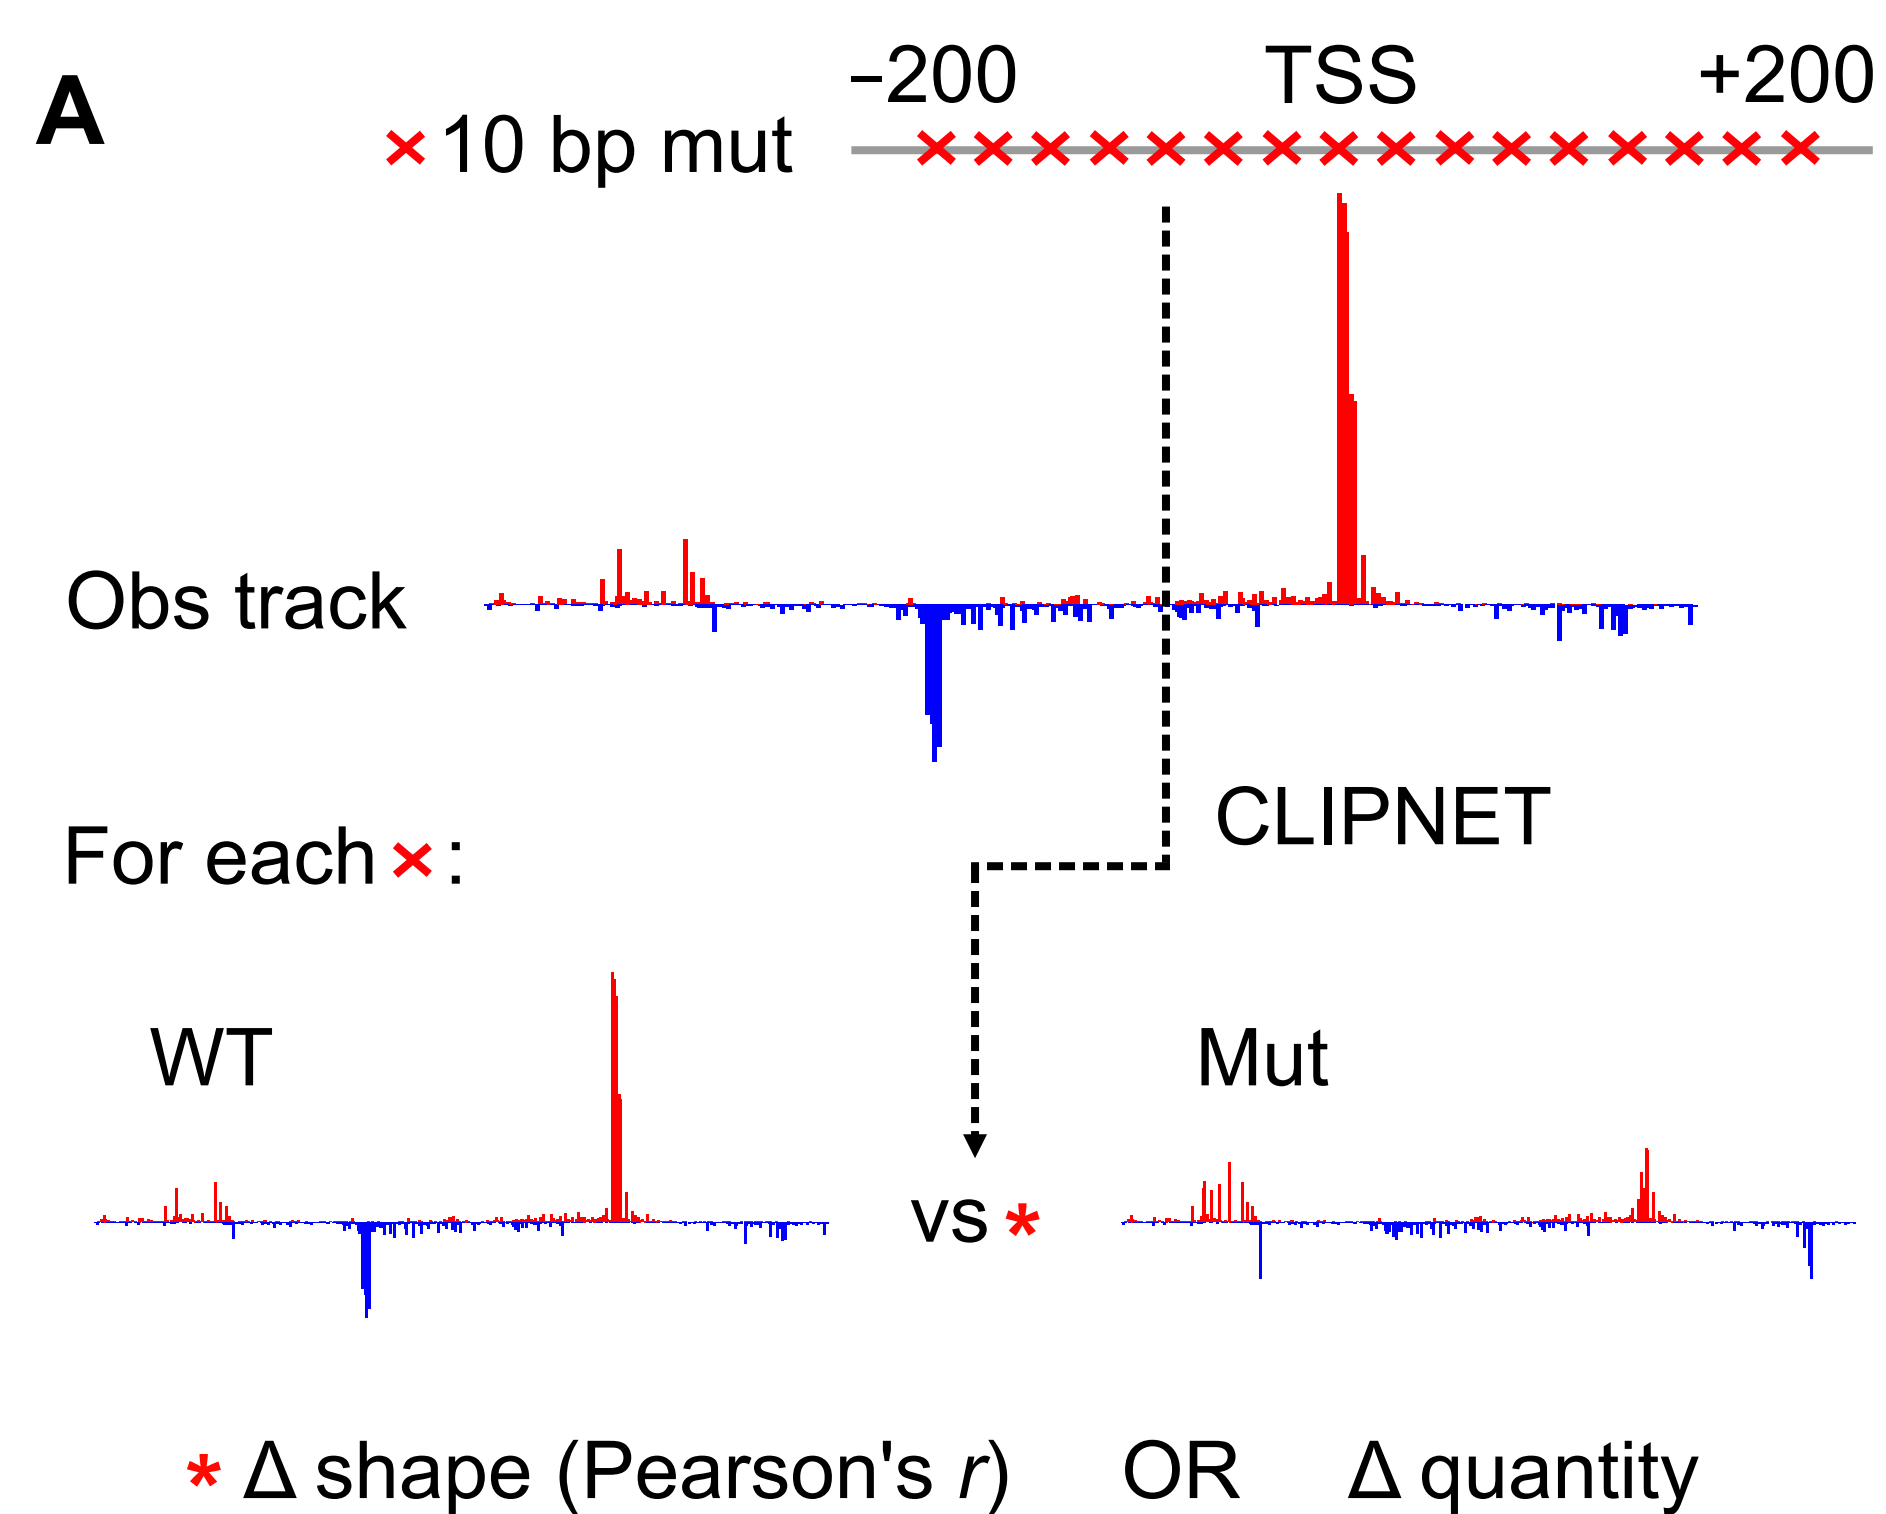 A
−200 TSS +200
×10 bp mut
Obs track
CLIPNET
For each × :
WT
Mut
vs *
* Δ shape (Pearson's r) OR Δ quantity